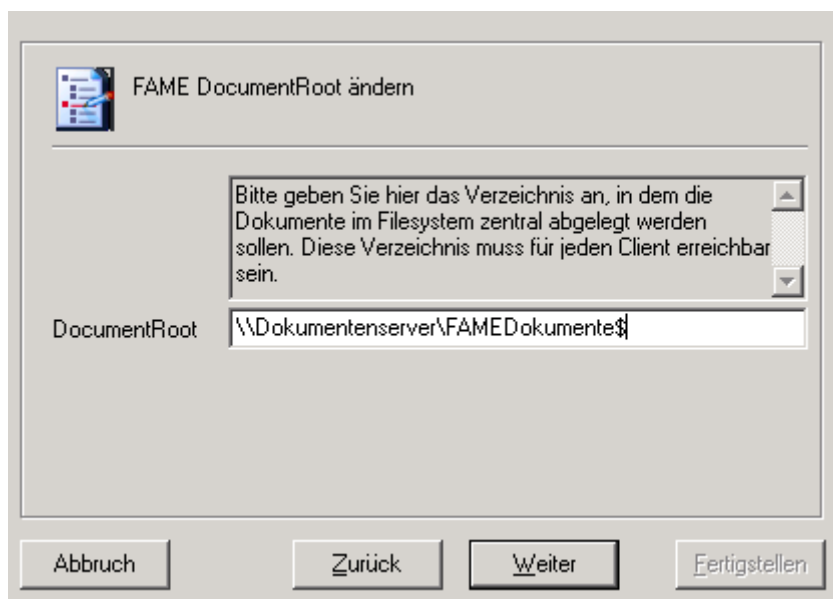 FAME DocumentRoot ändern
Bitte geben Sie hier das Verzeichnis an, in dem die
Dokumente im Filesystem zentral abgelegt werden
sollen. Diese Verzeichnis muss für jeden Client erreichbar
sein.
DocumentRoot \\Dokumentenserver\FAMEDokumente$
Abbruch Zurück Weiter Fertigstellen